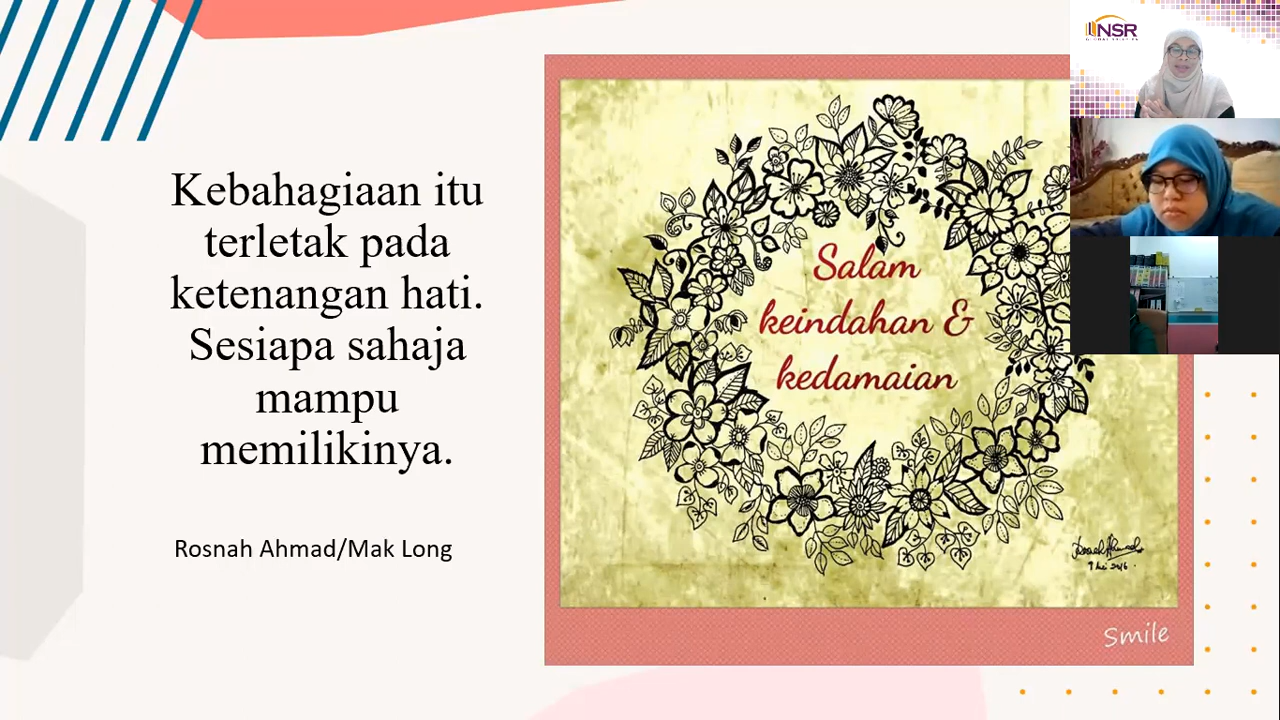 Kebahagiaan itu
terletak pada
ketenangan hati.
Sesiapa sahaja
mampu
memilikinya.
Rosnah Ahmad/Mak Long
Salam
keindahan &
kedamaian
Smile
NSR